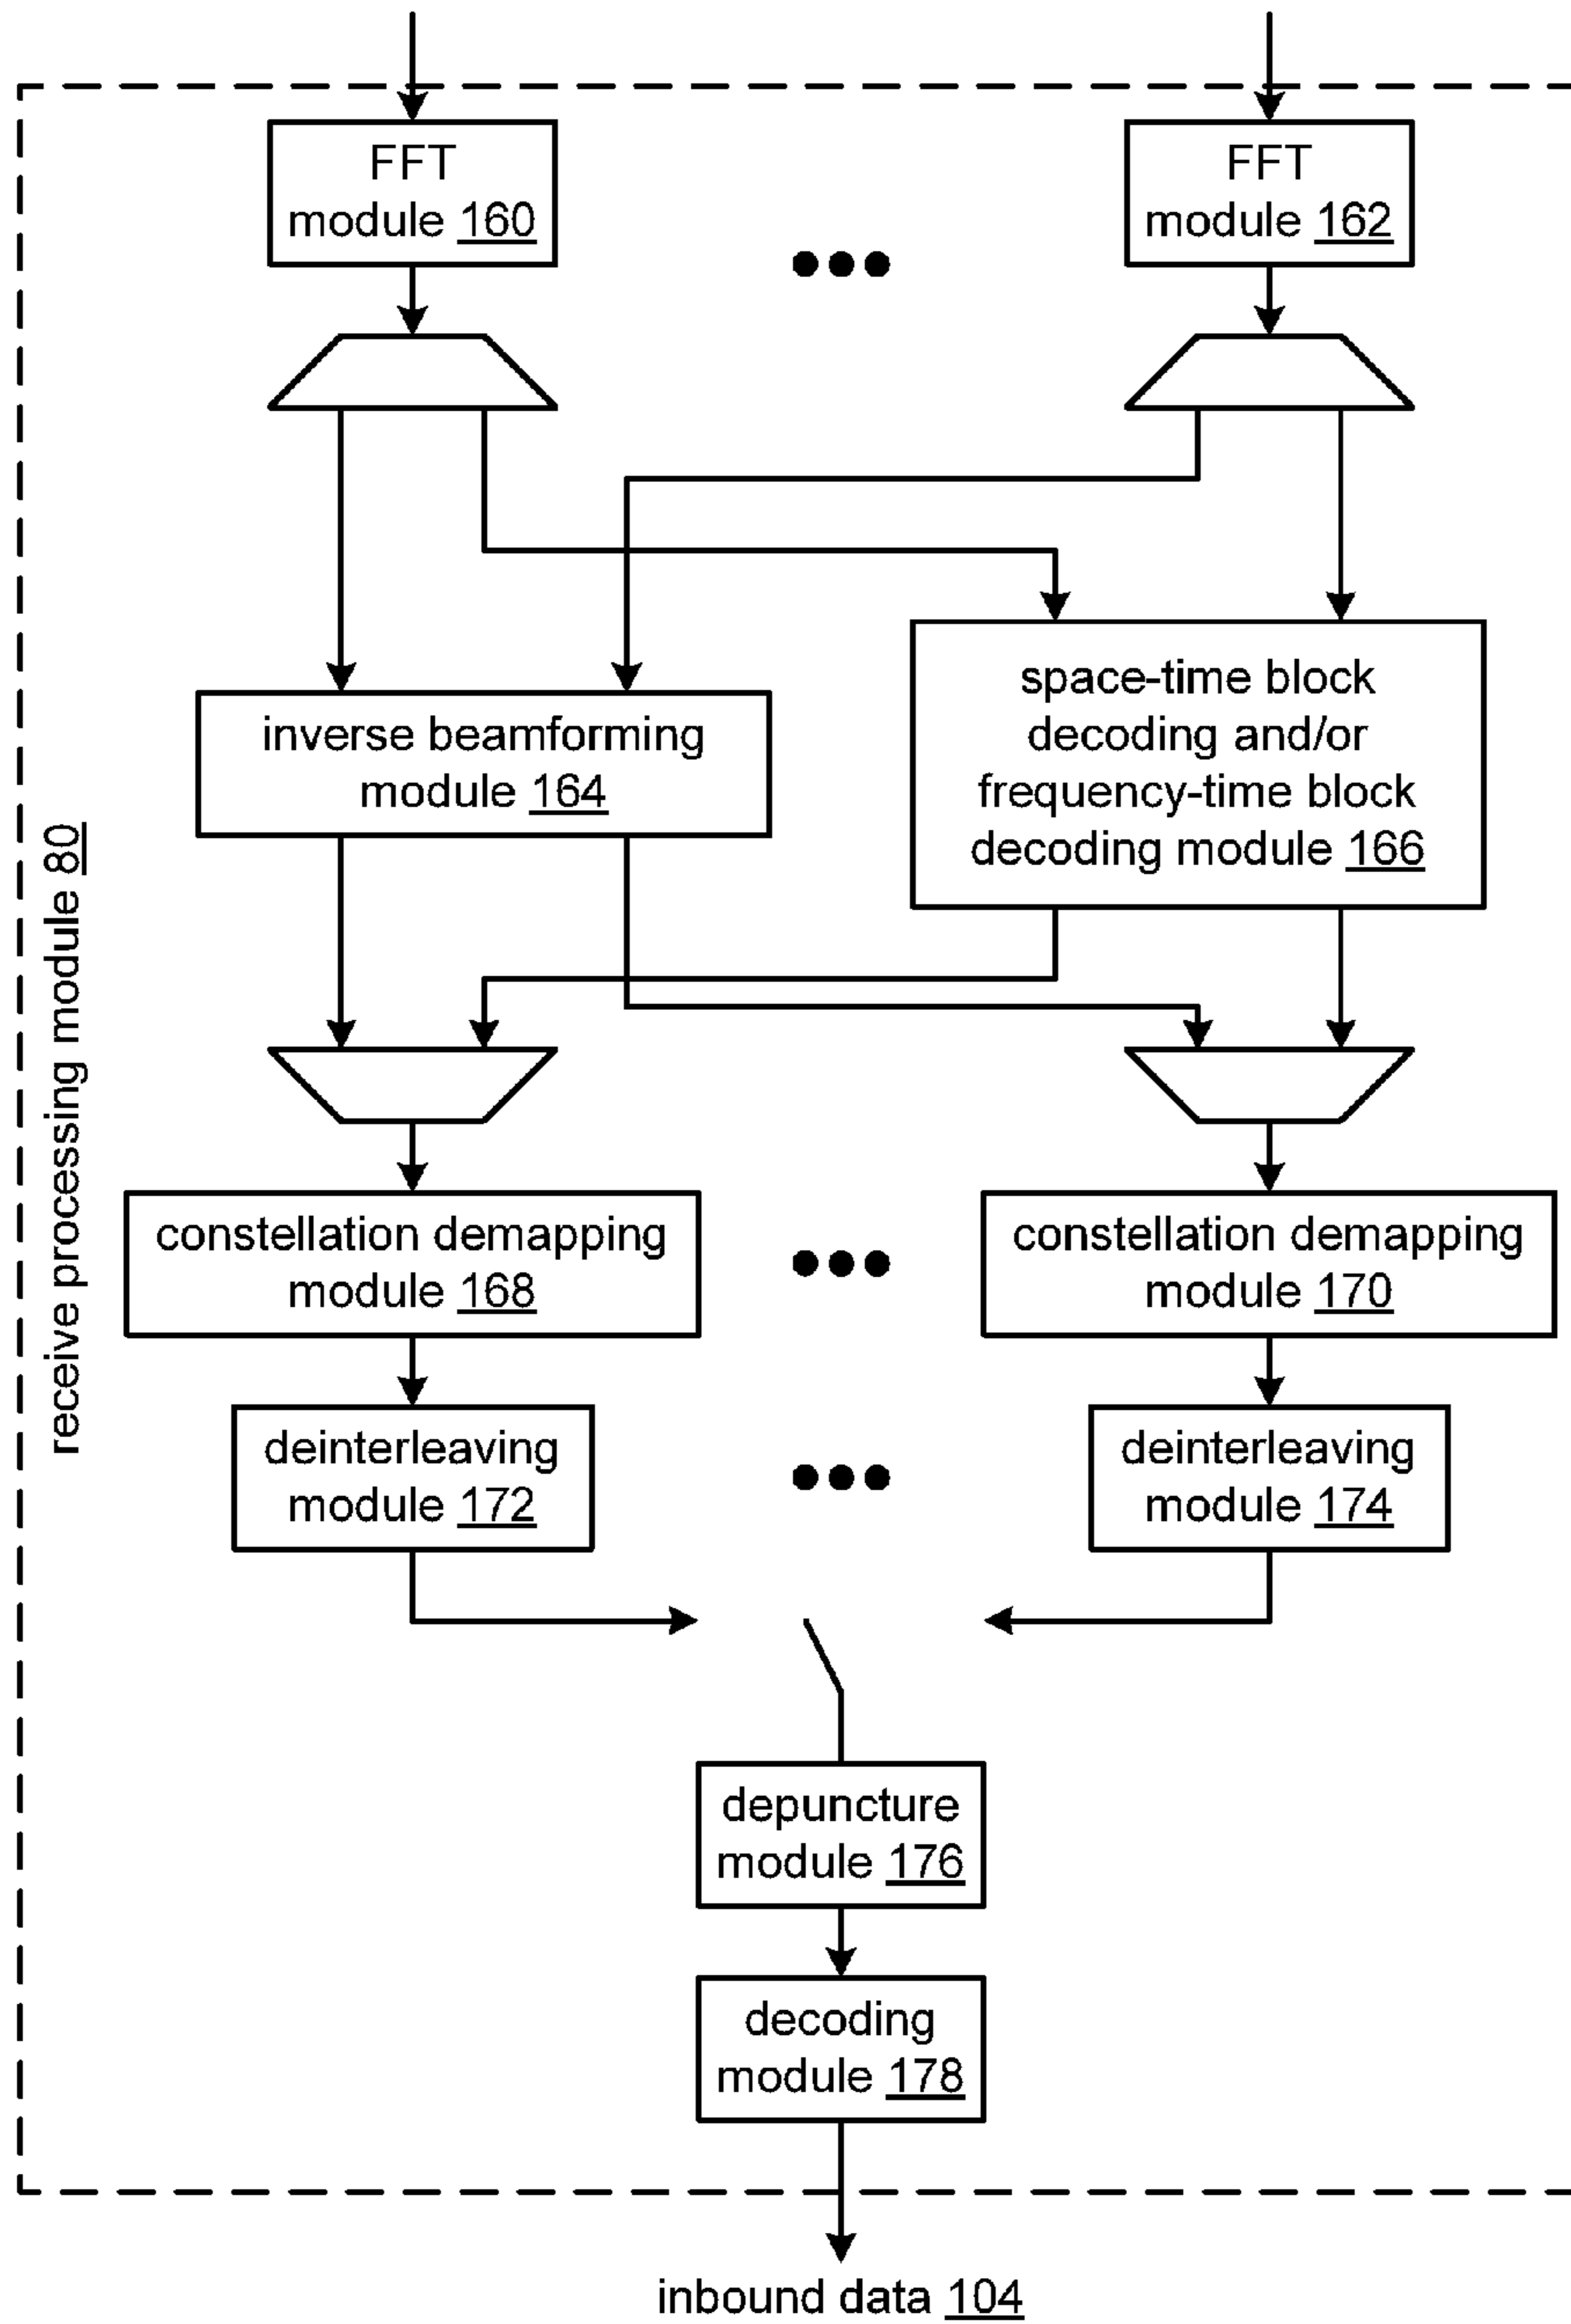 FFT
module 160
FFT
module 162
inverse beamforming
module 164
space-time block
decoding and/or
frequency-time block
decoding module 166
receive processing module 80
constellation demapping
module 168
constellation demapping
module 170
deinterleaving
module 172
deinterleaving
module 174
depuncture
module 176
decoding
module 178
inbound data 104